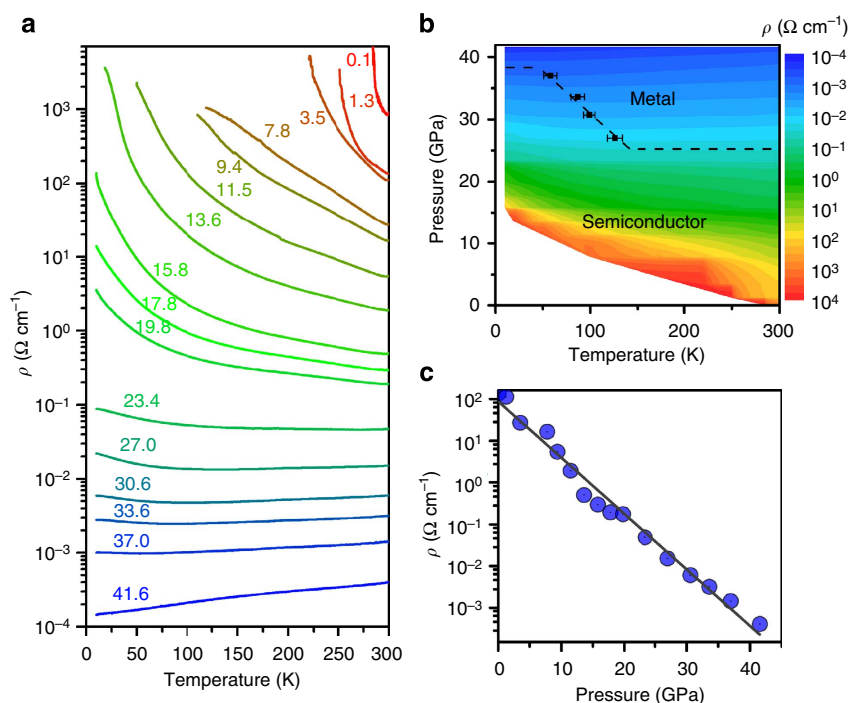 a
ρ (Ω cm⁻¹)
10³
10²
10¹
10⁰
10⁻¹
10⁻²
10⁻³
10⁻⁴
0.1
1.3
3.5
7.8
9.4
11.5
13.6
15.8
17.8
19.8
23.4
27.0
30.6
33.6
37.0
41.6
0 50 100 150 200 250 300
Temperature (K)
b
ρ (Ω cm⁻¹)
Pressure (GPa)
40
30
20
10
0
Metal
Semiconductor
0 100 200 300
Temperature (K)
10⁻⁴
10⁻³
10⁻²
10⁻¹
10⁰
10¹
10²
10³
10⁴
c
ρ (Ω cm⁻¹)
10²
10¹
10⁰
10⁻¹
10⁻²
10⁻³
0 10 20 30 40
Pressure (GPa)